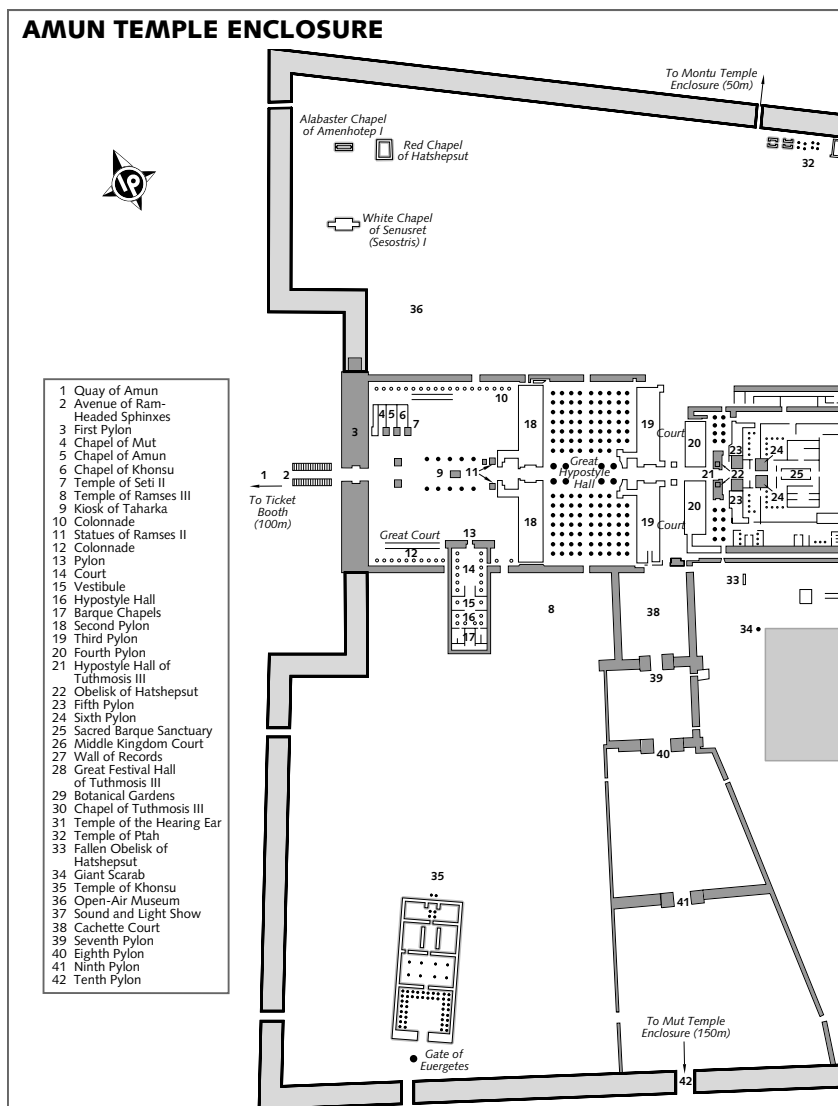 AMUN TEMPLE ENCLOSURE
To Montu Temple
Enclosure (50m)
Alabaster Chapel
of Amenhotep I
Red Chapel
of Hatshepsut
32
White Chapel
of Senusret
(Sesostris) I
36
1 Quay of Amun
2 Avenue of Ram-
Headed Sphinxes
3 First Pylon
4 Chapel of Mut
5 Chapel of Amun
6 Chapel of Khonsu
7 Temple of Seti II
8 Temple of Ramses III
9 Kiosk of Taharka
10 Colonnade
11 Statues of Ramses II
12 Colonnade
13 Pylon
14 Court
15 Vestibule
16 Hypostyle Hall
17 Barque Chapels
18 Second Pylon
19 Third Pylon
20 Fourth Pylon
21 Hypostyle Hall of
Tuthmosis III
22 Obelisk of Hatshepsut
23 Fifth Pylon
24 Sixth Pylon
25 Sacred Barque Sanctuary
26 Middle Kingdom Court
27 Wall of Records
28 Great Festival Hall
of Tuthmosis III
29 Botanical Gardens
30 Chapel of Tuthmosis III
31 Temple of the Hearing Ear
32 Temple of Ptah
33 Fallen Obelisk of
Hatshepsut
34 Giant Scarab
35 Temple of Khonsu
36 Open-Air Museum
37 Sound and Light Show
38 Cachette Court
39 Seventh Pylon
40 Eighth Pylon
41 Ninth Pylon
42 Tenth Pylon
1 2
To Ticket
Booth
(100m)
3
4 5 6
7
10
18
19
Court
20
23
24
9
11
Great
Hypostyle
Hall
21
22
25
18
19
Court
20
23
24
Great Court
12
13
14
15
16
17
8
38
33
34
39
40
41
35
Gate of
Euergetes
To Mut Temple
Enclosure (150m)
42